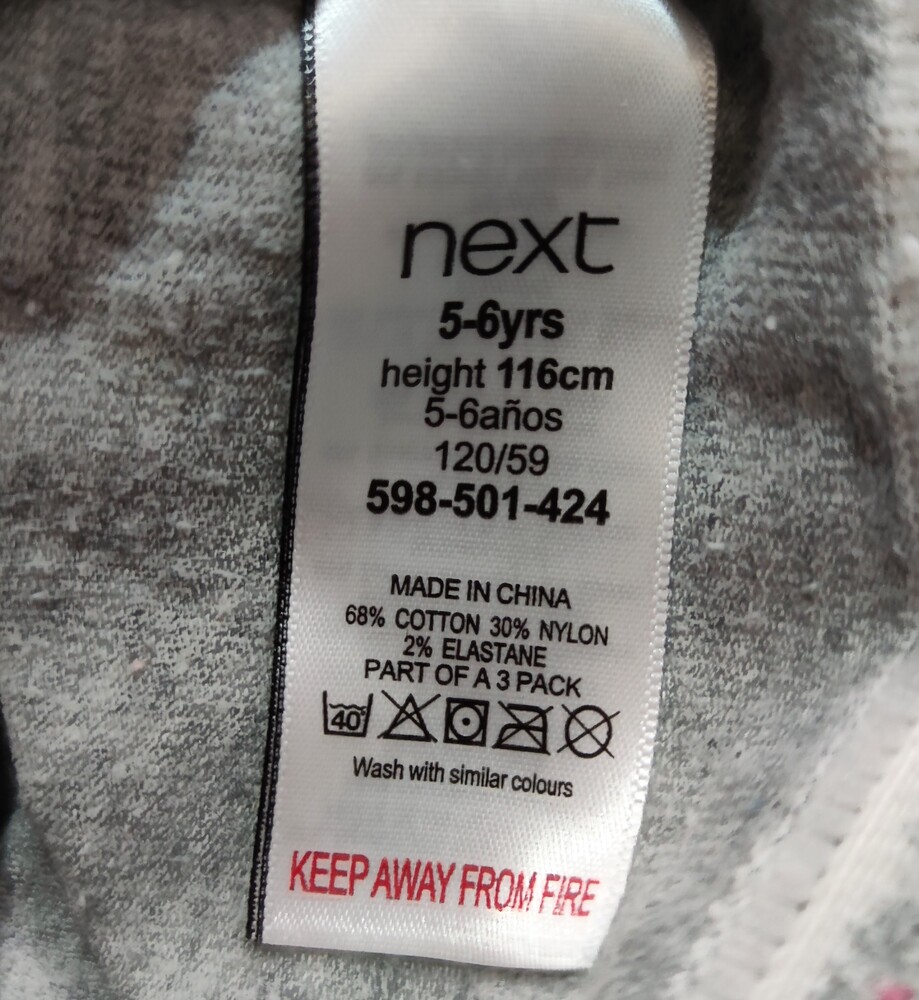 next
5-6yrs
height 116cm
5-6años
120/59
598-501-424
MADE IN CHINA
68% COTTON 30% NYLON
2% ELASTANE
PART OF A 3 PACK
40
Wash with similar colours
KEEP AWAY FROM FIRE